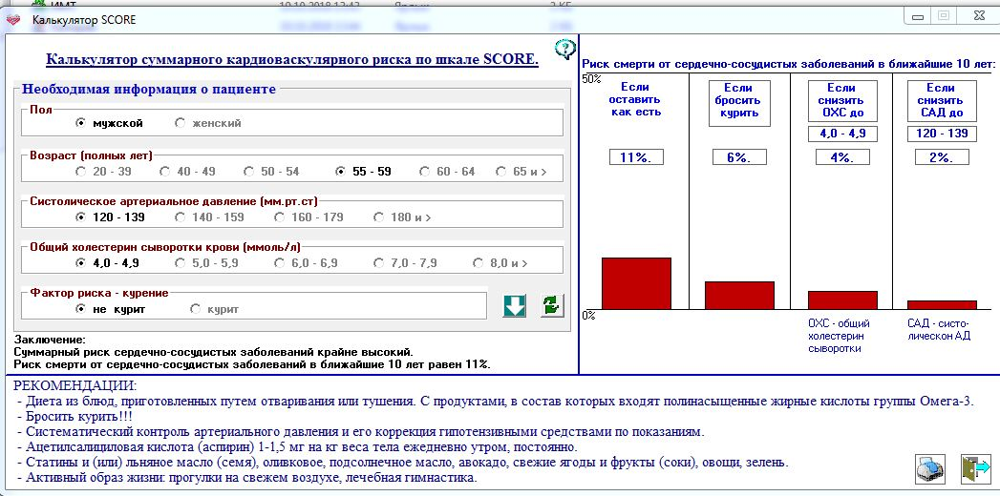 ИМТ
Калькулятор SCORE
Калькулятор суммарного кардиоваскулярного риска по шкале SCORE.
Необходимая информация о пациенте
Пол
мужской женский
Возраст (полных лет)
20 - 39 40 - 49 50 - 54 55 - 59 60 - 64 65 и >
Систолическое артериальное давление (мм.рт.ст)
120 - 139 140 - 159 160 - 179 180 и >
Общий холестерин сыворотки крови (ммоль/л)
4,0 - 4,9 5,0 - 5,9 6,0 - 6,9 7,0 - 7,9 8,0 и >
Фактор риска - курение
не курит курит
Заключение:
Суммарный риск сердечно-сосудистых заболеваний крайне высокий.
Риск смерти от сердечно-сосудистых заболеваний в ближайшие 10 лет равен 11%.
Риск смерти от сердечно-сосудистых заболеваний в ближайшие 10 лет:
50%
Если
оставить
как есть
11%.
Если
бросить
курить
6%.
Если
снизить
ОХС до
4,0 - 4,9
4%.
Если
снизить
САД до
120 - 139
2%.
0%
ОХС - общий
холестерин
сыворотки
САД - систо-
лическон АД
РЕКОМЕНДАЦИИ:
- Диета из блюд, приготовленных путем отваривания или тушения. С продуктами, в состав которых входят полинасыщенные жирные кислоты группы Омега-3.
- Бросить курить!!!
- Систематический контроль артериального давления и его коррекция гипотензивными средствами по показаниям.
- Ацетилсалициловая кислота (аспирин) 1-1,5 мг на кг веса тела ежедневно утром, постоянно.
- Статины и (или) льняное масло (семя), оливковое, подсолнечное масло, авокадо, свежие ягоды и фрукты (соки), овощи, зелень.
- Активный образ жизни: прогулки на свежем воздухе, лечебная гимнастика.